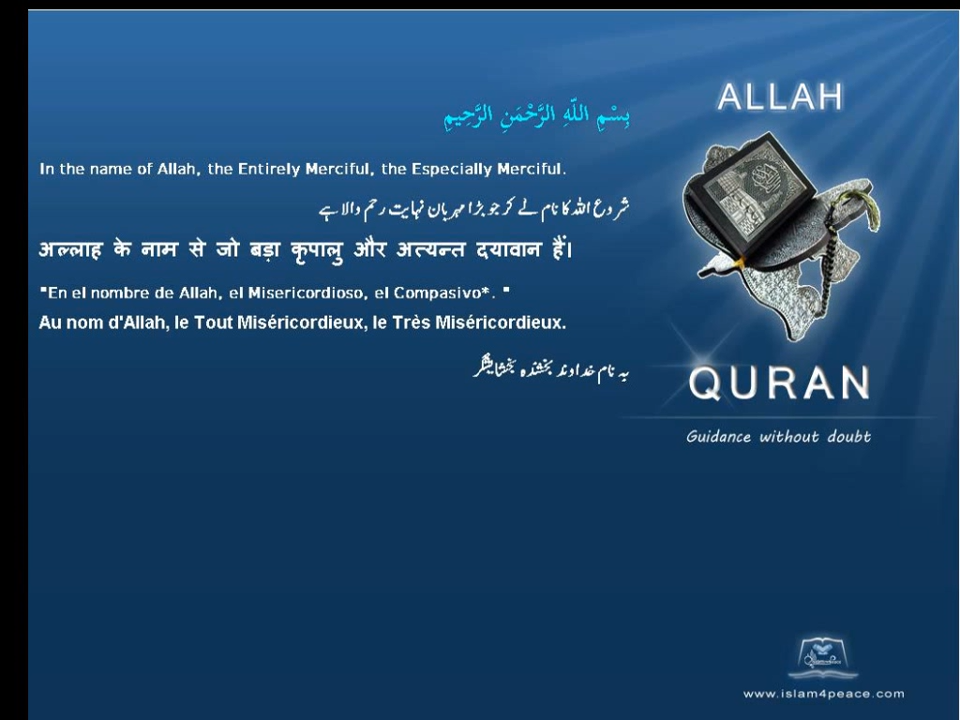 بِسْمِ اللّهِ الرَّحْمَنِ الرَّحِيمِ
In the name of Allah, the Entirely Merciful, the Especially Merciful.
شروع الله کا نام لے کر جو بڑا مہربان نہایت رحم والا ہے
अल्लाह के नाम से जो बड़ा कृपालु और अत्यन्त दयावान हैं।
"En el nombre de Allah, el Misericordioso, el Compasivo*. "
Au nom d'Allah, le Tout Miséricordieux, le Très Miséricordieux.
به نام خداوند بخشنده بخشایشگر
ALLAH
QURAN
Guidance without doubt
www.islam4peace.com